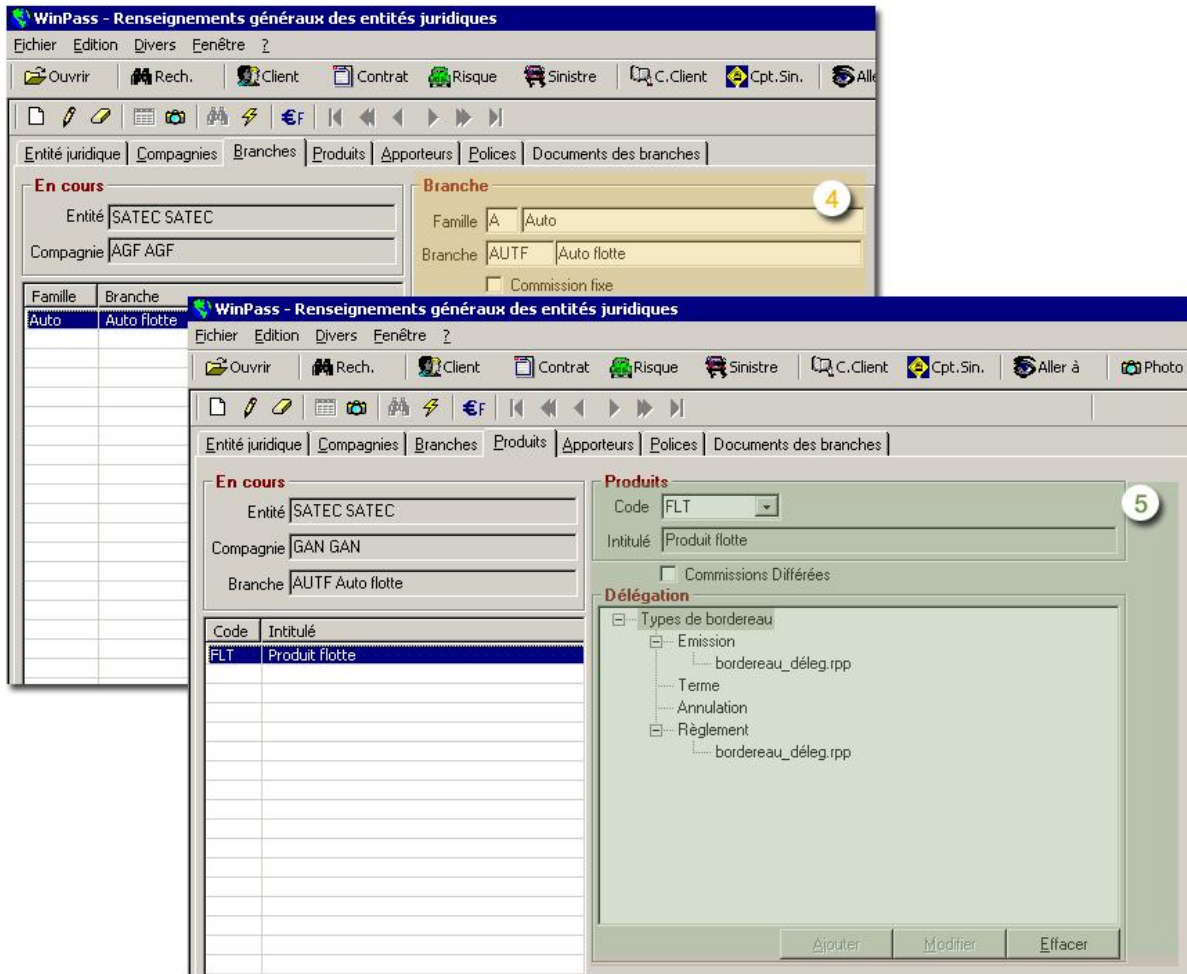 WinPass - Renseignements généraux des entités juridiques
Fichier Edition Divers Fenêtre ?
Ouvrir Rech. Client Contrat Risque Sinistre C.Client Cpt.Sin. Alle
€F
Entité juridique Compagnies Branches Produits Apporteurs Polices Documents des branches
En cours
Entité SATEC SATEC
Compagnie AGF AGF
Branche
4
Famille A Auto
Branche AUTF Auto flotte
Commission fixe
Famille Branche
Auto Auto flotte
WinPass - Renseignements généraux des entités juridiques
Fichier Edition Divers Fenêtre ?
Ouvrir Rech. Client Contrat Risque Sinistre C.Client Cpt.Sin. Aller à Photo
€F
Entité juridique Compagnies Branches Produits Apporteurs Polices Documents des branches
En cours
Entité SATEC SATEC
Compagnie GAN GAN
Branche AUTF Auto flotte
Code Intitulé
FLT Produit flotte
Produits
5
Code FLT
Intitulé Produit flotte
Commissions Différées
Délégation
Types de bordereau
Emission
bordereau_déleg.rpp
Terme
Annulation
Règlement
bordereau_déleg.rpp
Ajouter Modifier Effacer